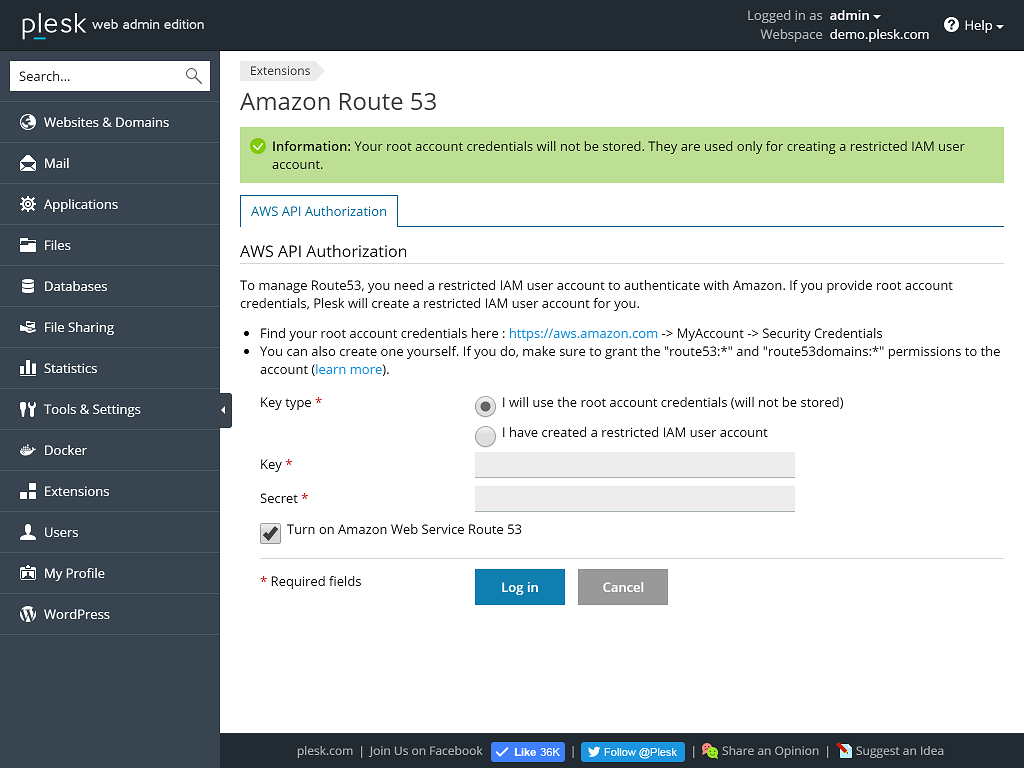 plesk web admin edition
Logged in as admin
Webspace demo.plesk.com
Help
Search...
Websites & Domains
Mail
Applications
Files
Databases
File Sharing
Statistics
Tools & Settings
Docker
Extensions
Users
My Profile
WordPress
Extensions
Amazon Route 53
Information: Your root account credentials will not be stored. They are used only for creating a restricted IAM user
account.
AWS API Authorization
AWS API Authorization
To manage Route53, you need a restricted IAM user account to authenticate with Amazon. If you provide root account
credentials, Plesk will create a restricted IAM user account for you.
• Find your root account credentials here : https://aws.amazon.com -> MyAccount -> Security Credentials
• You can also create one yourself. If you do, make sure to grant the "route53:*" and "route53domains:*" permissions to the
account (learn more).
Key type *
I will use the root account credentials (will not be stored)
I have created a restricted IAM user account
Key *
Secret *
Turn on Amazon Web Service Route 53
* Required fields
Log in
Cancel
plesk.com | Join Us on Facebook Like 36K | Follow @Plesk | Share an Opinion | Suggest an Idea